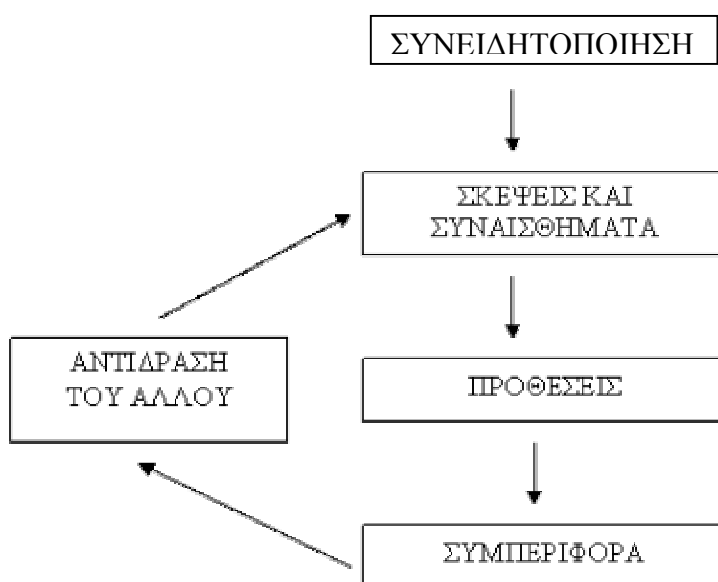 ΣΥΝΕΙΔΗΤΟΠΟΙΗΣΗ
ΣΚΕΨΕΙΣ ΚΑΙ
ΣΥΝΑΙΣΘΗΜΑΤΑ
ΑΝΤΙΔΡΑΣΗ
ΤΟΥ ΑΛΛΟΥ
ΠΡΟΘΕΣΕΙΣ
ΣΥΜΠΕΡΙΦΟΡΑ